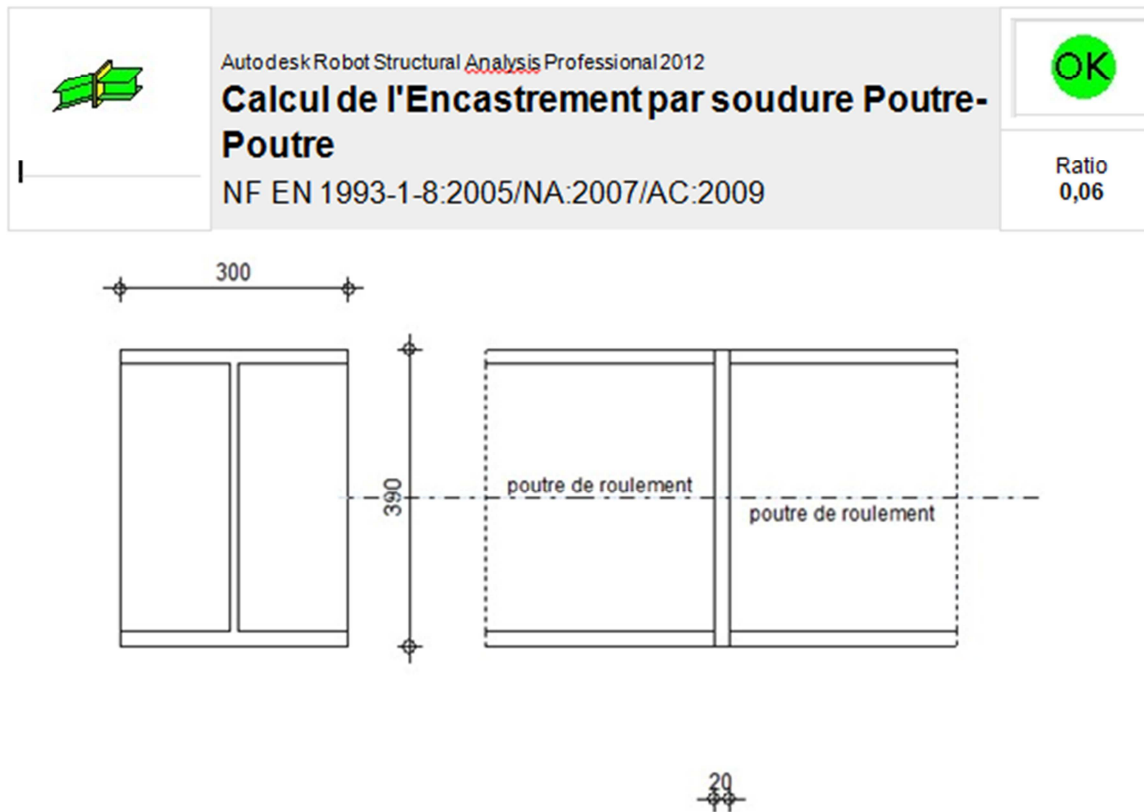 Autodesk Robot Structural Analysis Professional 2012
Calcul de l'Encastrement par soudure Poutre-
Poutre
NF EN 1993-1-8:2005/NA:2007/AC:2009
OK
Ratio
0,06
300
390
poutre de roulement
poutre de roulement
20